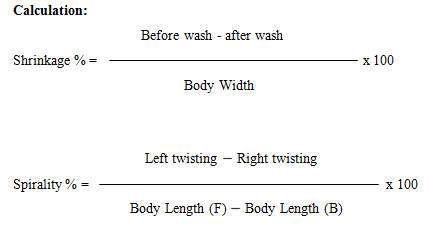 Calculation:
Before wash - after wash
Shrinkage % = x 100
Body Width
Left twisting – Right twisting
Spirality % = x 100
Body Length (F) – Body Length (B)